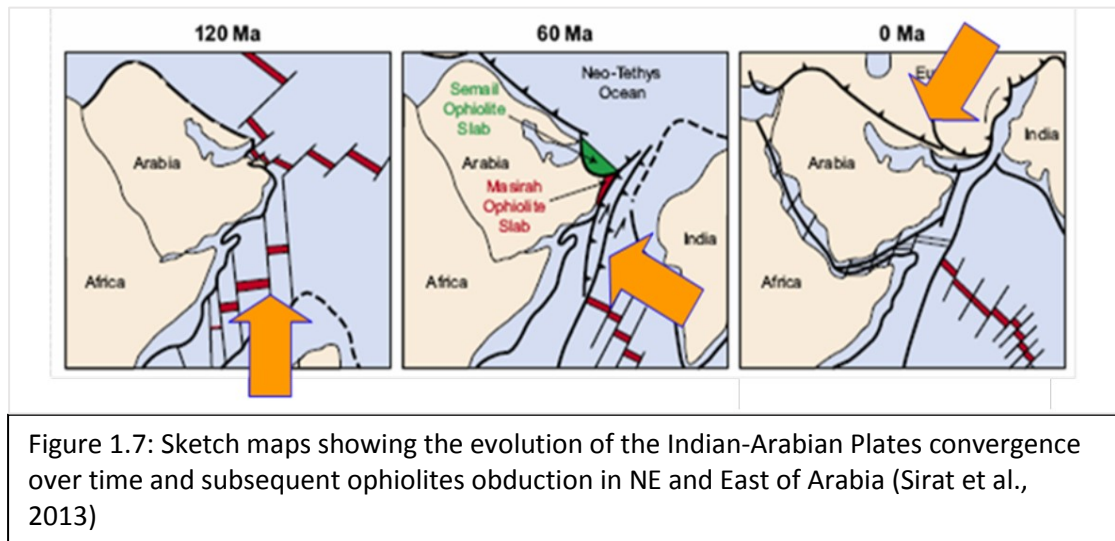 120 Ma
60 Ma
0 Ma
Arabia
Africa
Neo-Tethys
Ocean
Semail
Ophiolite
Slab
Arabia
Masirah
Ophiolite
Slab
India
Africa
Eu
India
Arabia
Africa
Figure 1.7: Sketch maps showing the evolution of the Indian-Arabian Plates convergence
over time and subsequent ophiolites obduction in NE and East of Arabia (Sirat et al.,
2013)